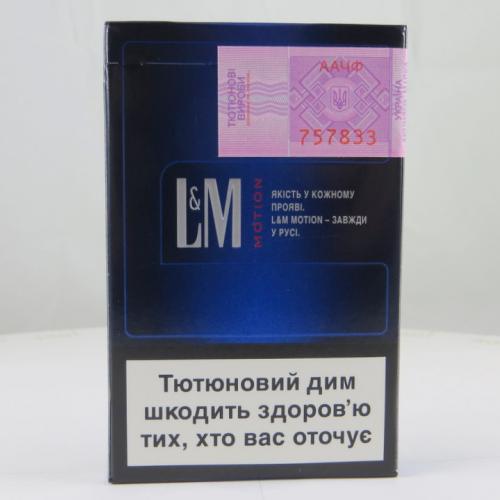 ААЧФ
ТЮТЮНОВІ
ВИРОБИ
УКРАЇНА
757833
L&M
MOTION
ЯКІСТЬ У КОЖНОМУ
ПРОЯВІ.
L&M MOTION – ЗАВЖДИ
У РУСІ.
Тютюновий дим
шкодить здоров'ю
тих, хто вас оточує